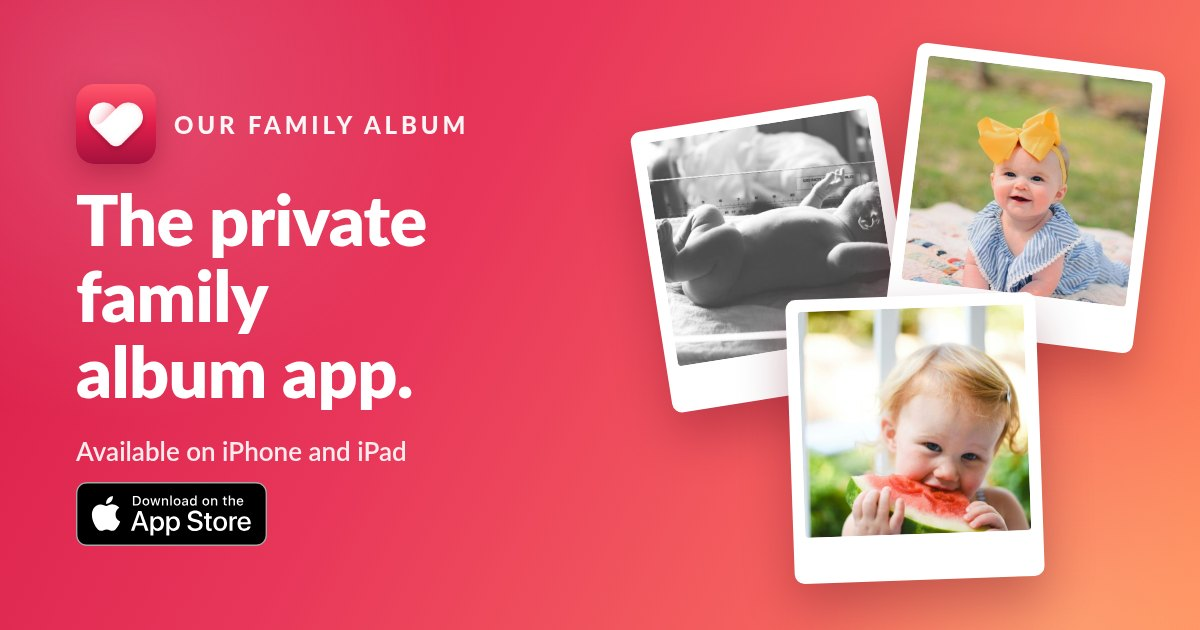 OUR FAMILY ALBUM
The private
family
album app.
Available on iPhone and iPad
Download on the
App Store